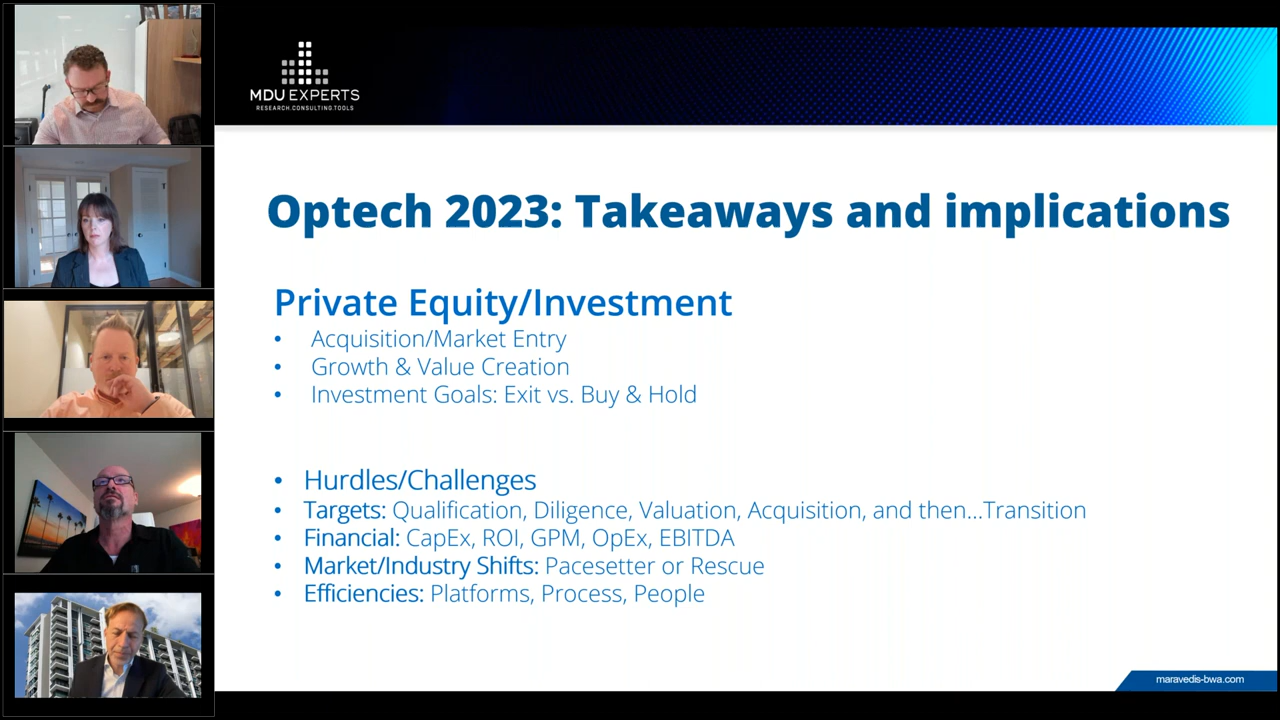 MDU EXPERTS
RESEARCH.CONSULTING.TOOLS
Optech 2023: Takeaways and implications
Private Equity/Investment
• Acquisition/Market Entry
• Growth & Value Creation
• Investment Goals: Exit vs. Buy & Hold
• Hurdles/Challenges
• Targets: Qualification, Diligence, Valuation, Acquisition, and then...Transition
• Financial: CapEx, ROI, GPM, OpEx, EBITDA
• Market/Industry Shifts: Pacesetter or Rescue
• Efficiencies: Platforms, Process, People
maravedis-bwa.com